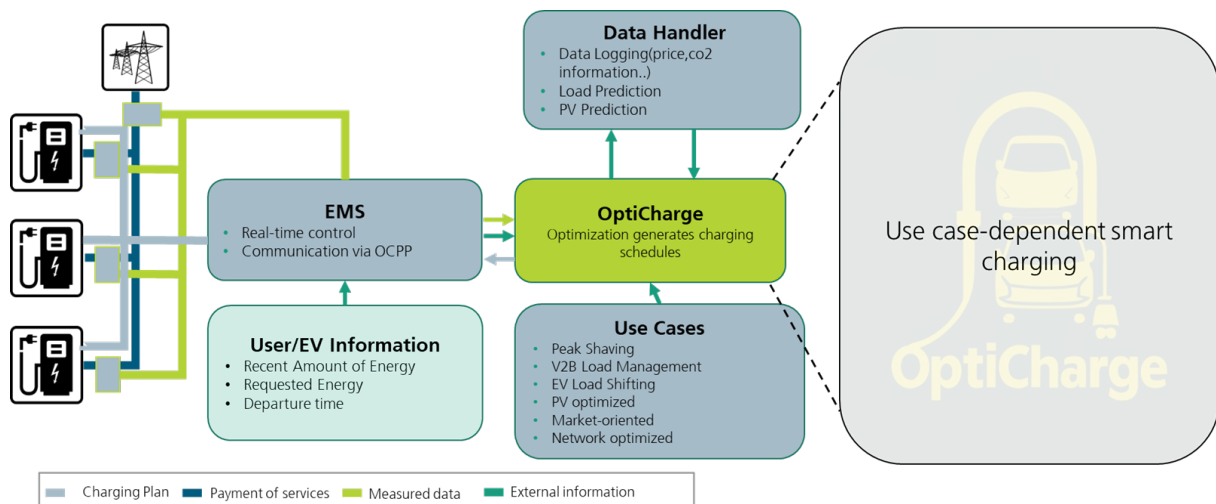 Data Handler
Data Logging(price,co2
information..)
Load Prediction
PV Prediction
EMS
Real-time control
Communication via OCPP
OptiCharge
Optimization generates charging
schedules
Use case-dependent smart
charging
OptiCharge
User/EV Information
Recent Amount of Energy
Requested Energy
Departure time
Use Cases
Peak Shaving
V2B Load Management
EV Load Shifting
PV optimized
Market-oriented
Network optimized
Charging Plan
Payment of services
Measured data
External information